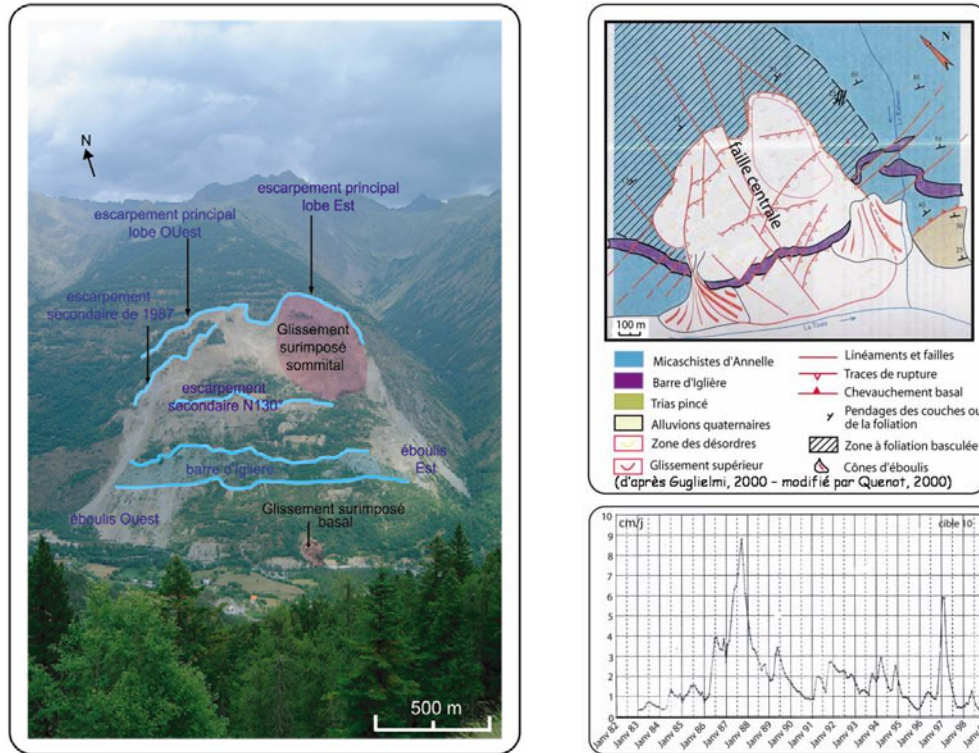 N
escarpement principal
lobe Est
escarpement principal
lobe OUest
escarpement
secondaire de 1987
Glissement
surimposé
sommital
escarpement
secondaire N130°
barre d'Iglière
éboulis
Est
éboulis Ouest
Glissement surimposé
basal
500 m
N
faille centrale
100 m
La Tinée
Micaschistes d'Annelle
Barre d'Iglière
Trias pincé
Alluvions quaternaires
Zone des désordres
Glissement supérieur
Linéaments et failles
Traces de rupture
Chevauchement basal
Pendages des couches ou
de la foliation
Zone à foliation basculée
Cônes d'éboulis
(d'après Guglielmi, 2000 – modifié par Quenot, 2000)
cm/j
cible 10
10
9
8
7
6
5
4
3
2
1
0
Janv 82
Janv 83
Janv 84
Janv 85
Janv 86
Janv 87
Janv 88
Janv 89
Janv 90
Janv 91
Janv 92
Janv 93
Janv 94
Janv 95
Janv 96
Janv 97
Janv 98